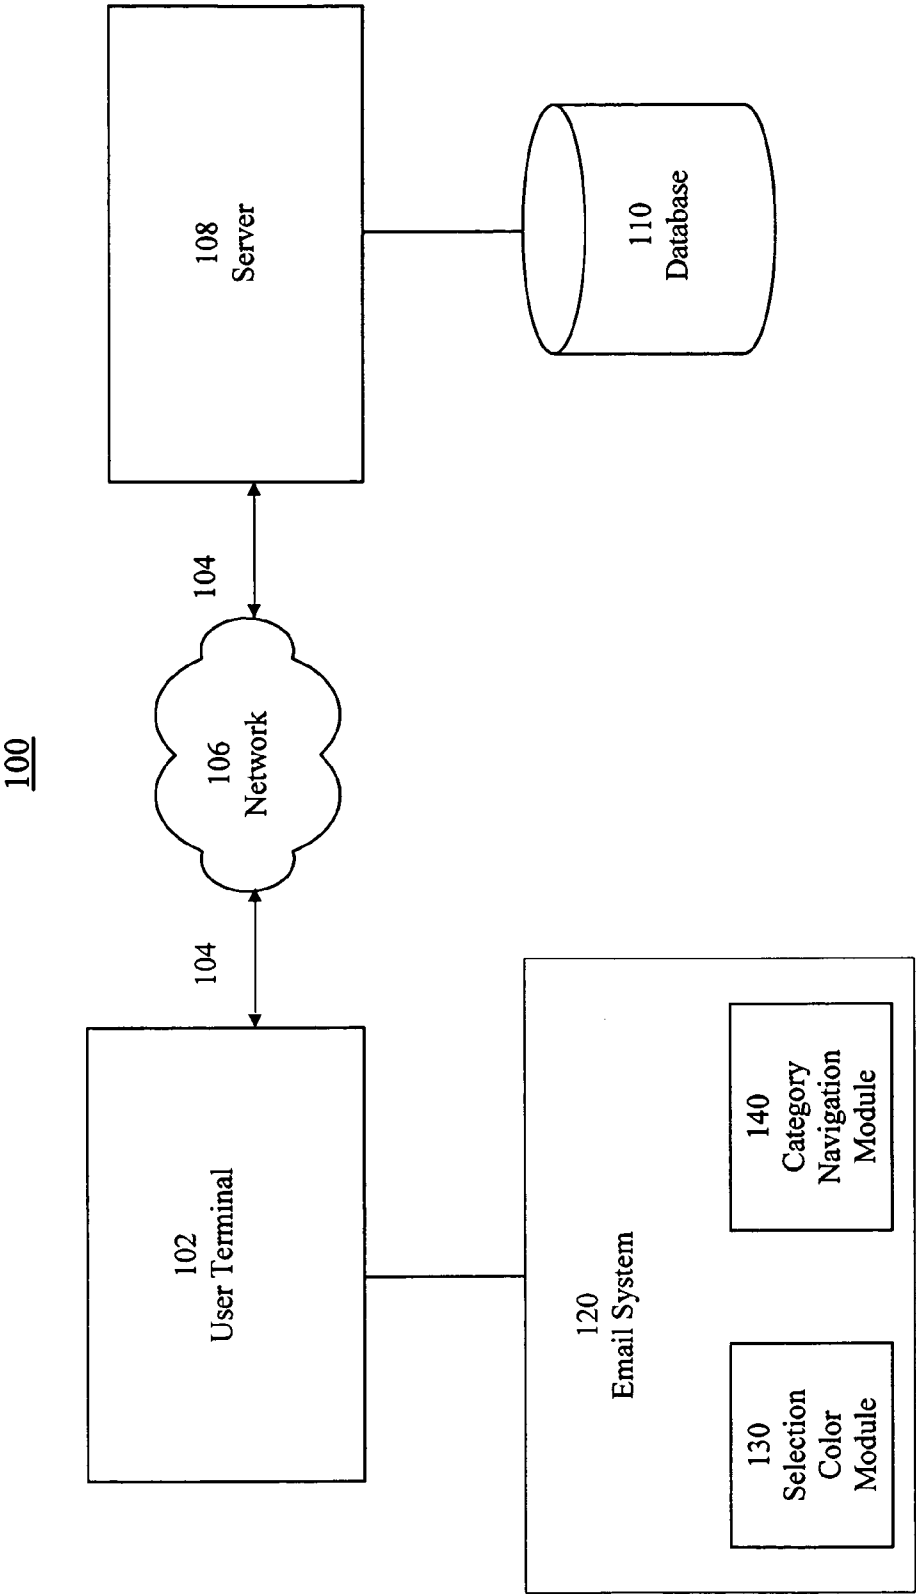 100
102
User Terminal
104
106
Network
104
108
Server
120
Email System
130
Selection
Color
Module
140
Category
Navigation
Module
110
Database